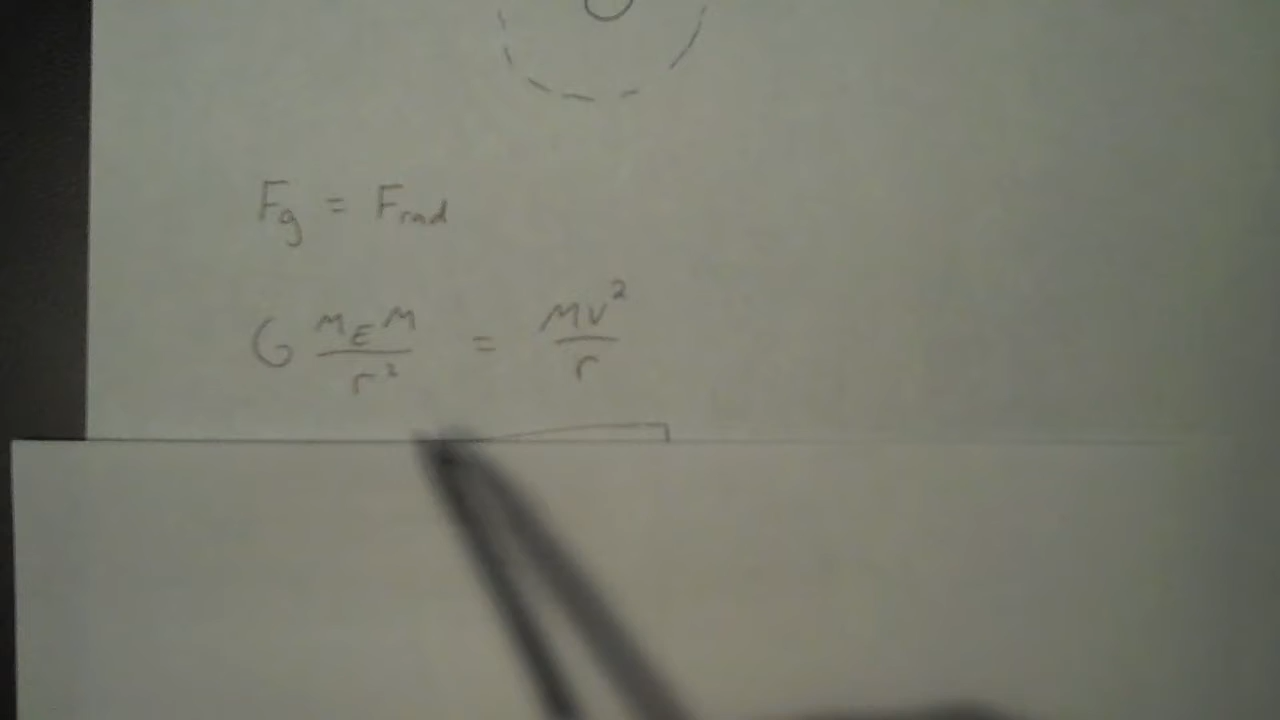 Fg = Frad
G mEm/r² = mv²/r